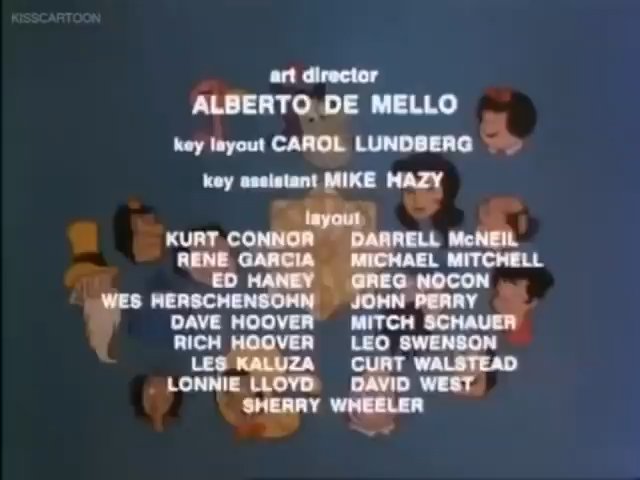 KISSCARTOON
art director
ALBERTO DE MELLO
key layout CAROL LUNDBERG
key assistant MIKE HAZY
layout
KURT CONNOR DARRELL McNEIL
RENE GARCIA MICHAEL MITCHELL
ED HANEY GREG NOCON
WES HERSCHENSOHN JOHN PERRY
DAVE HOOVER MITCH SCHAUER
RICH HOOVER LEO SWENSON
LES KALUZA CURT WALSTEAD
LONNIE LLOYD DAVID WEST
SHERRY WHEELER